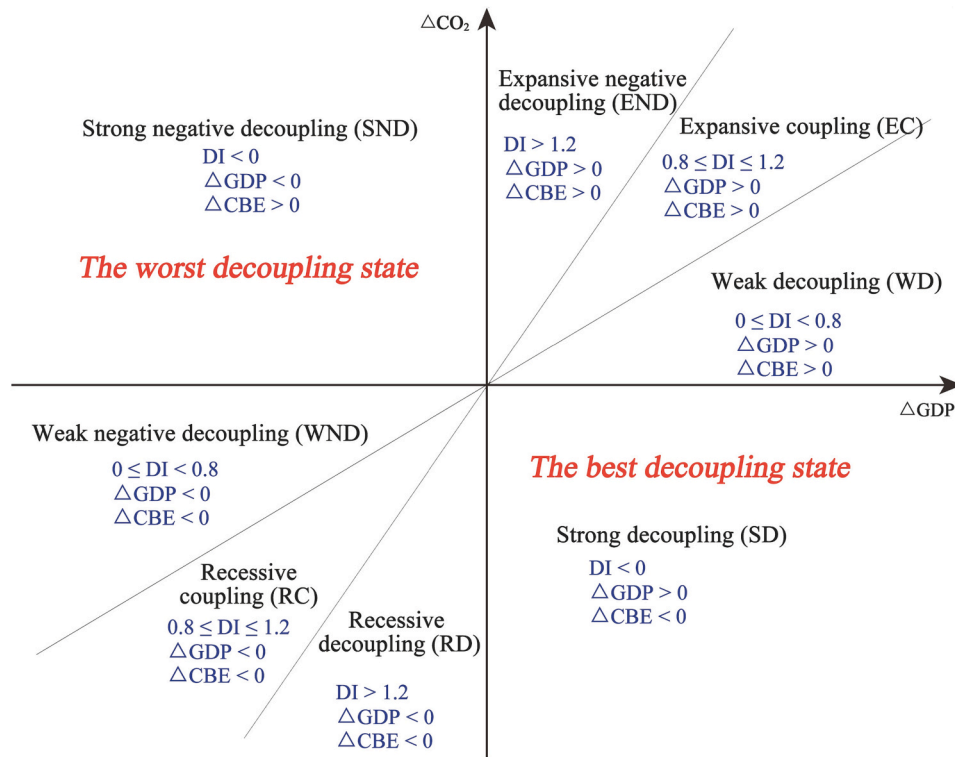 △CO₂
Expansive negative
decoupling (END)
DI > 1.2
△GDP > 0
△CBE > 0
Expansive coupling (EC)
0.8 ≤ DI ≤ 1.2
△GDP > 0
△CBE > 0
Strong negative decoupling (SND)
DI < 0
△GDP < 0
△CBE > 0
The worst decoupling state
Weak decoupling (WD)
0 ≤ DI < 0.8
△GDP > 0
△CBE > 0
△GDP
Weak negative decoupling (WND)
0 ≤ DI < 0.8
△GDP < 0
△CBE < 0
The best decoupling state
Strong decoupling (SD)
DI < 0
△GDP > 0
△CBE < 0
Recessive
coupling (RC)
0.8 ≤ DI ≤ 1.2
△GDP < 0
△CBE < 0
Recessive
decoupling (RD)
DI > 1.2
△GDP < 0
△CBE < 0